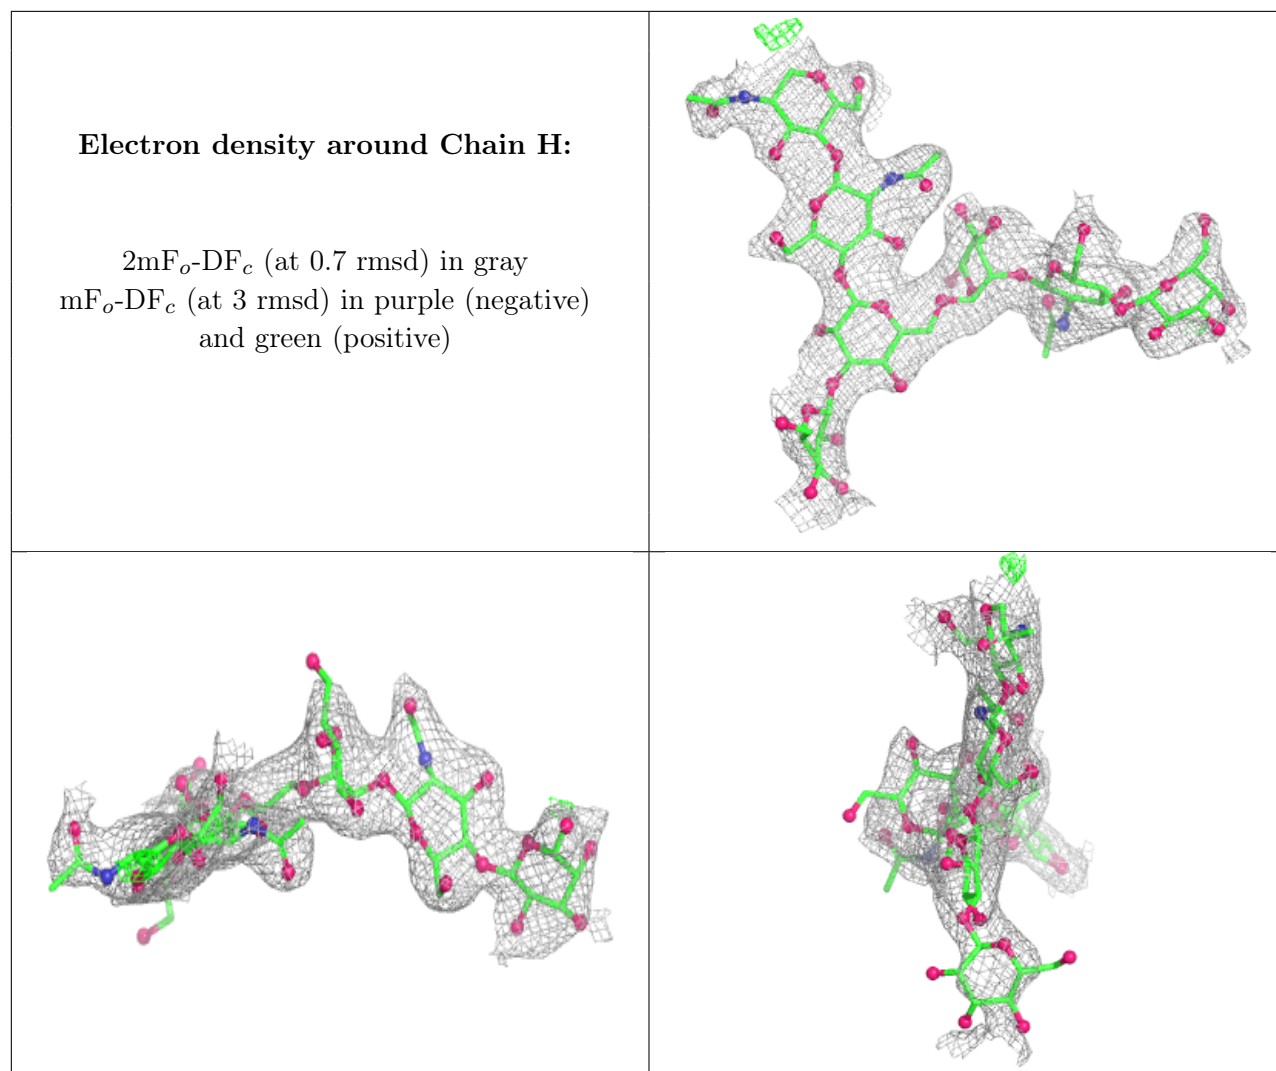 Electron density around Chain H:
2mFo-DFc (at 0.7 rmsd) in gray
mFo-DFc (at 3 rmsd) in purple (negative)
and green (positive)